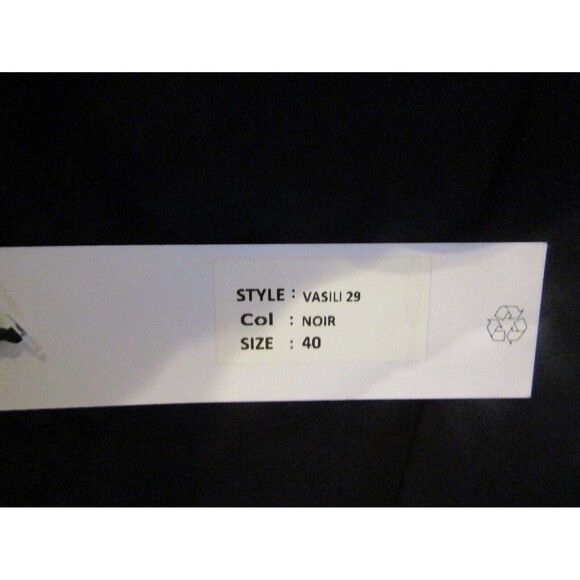 STYLE : VASILI 29
Col : NOIR
SIZE : 40